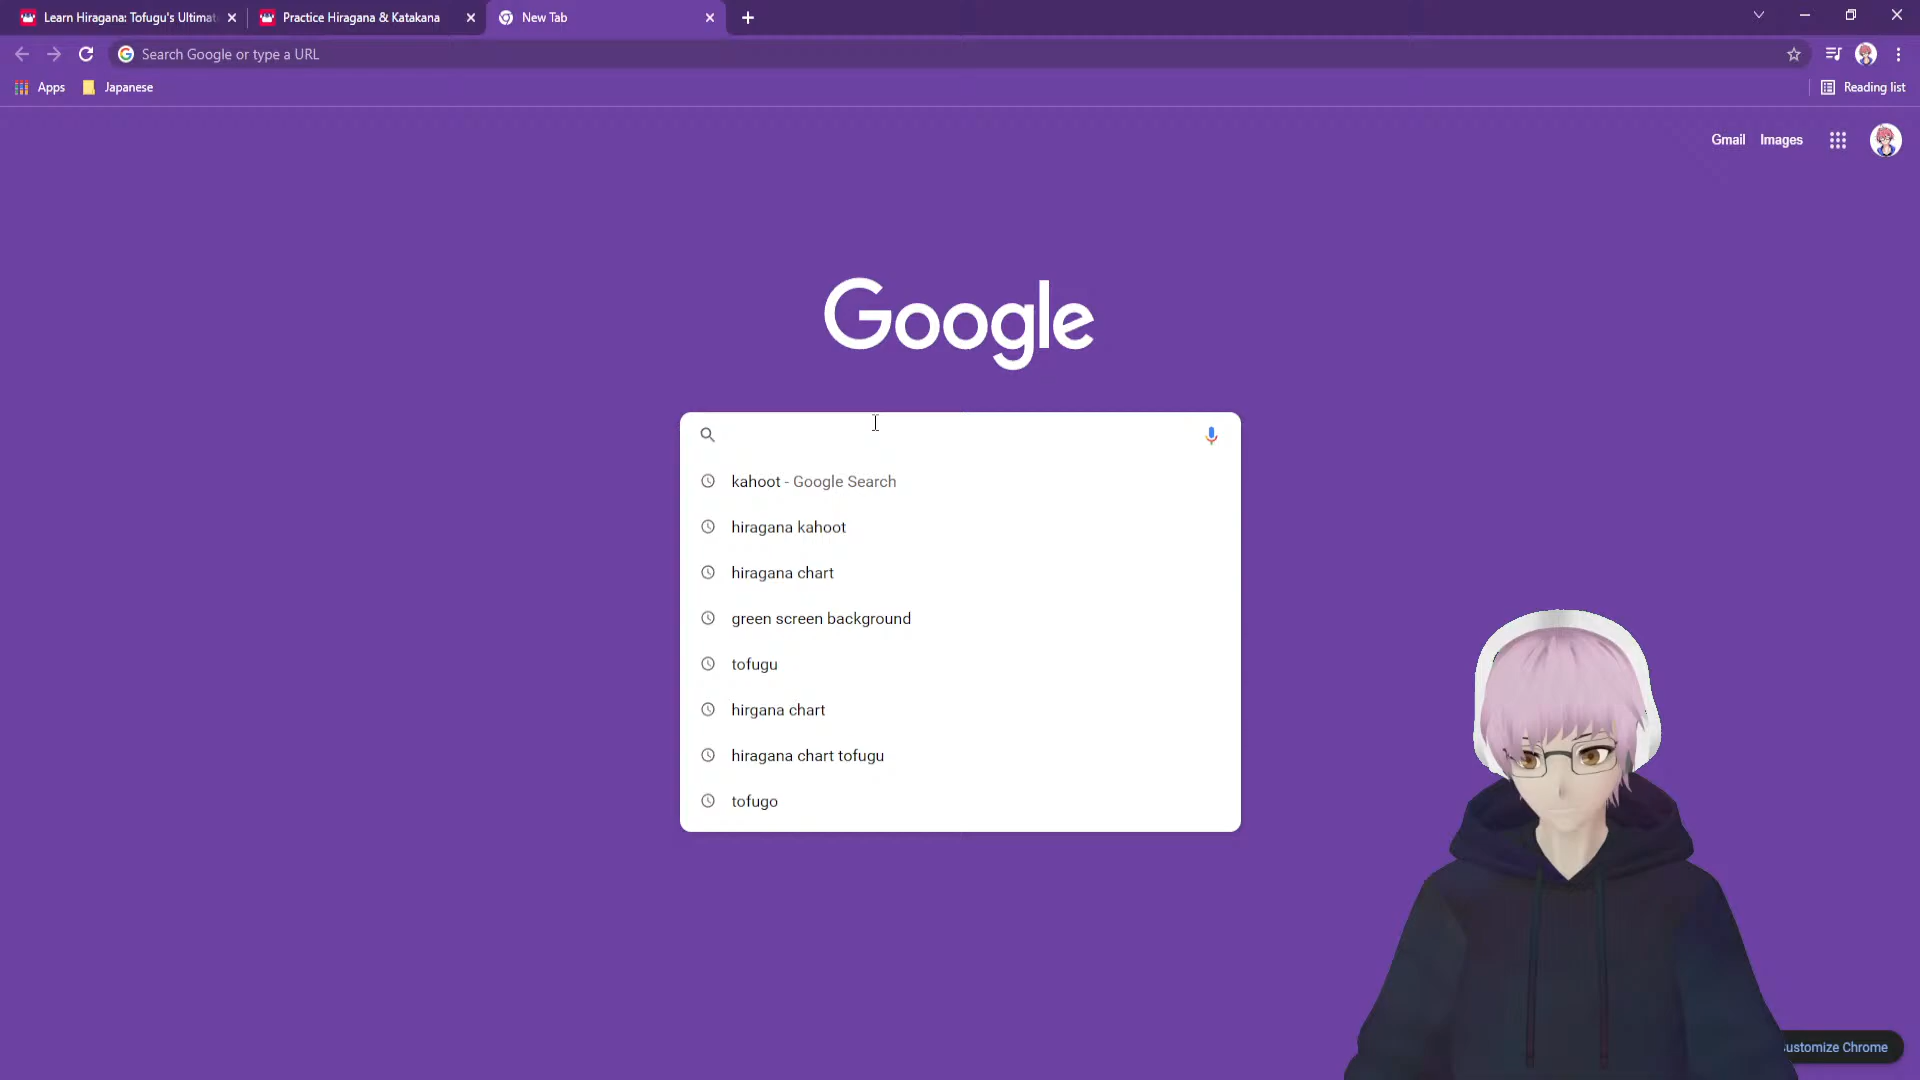 Learn Hiragana: Tofugu's Ultimat
Practice Hiragana & Katakana
New Tab
Search Google or type a URL
Apps
Japanese
Reading list
Gmail
Images
Google
kahoot - Google Search
hiragana kahoot
hiragana chart
green screen background
tofugu
hirgana chart
hiragana chart tofugu
tofugo
ustomize Chrome